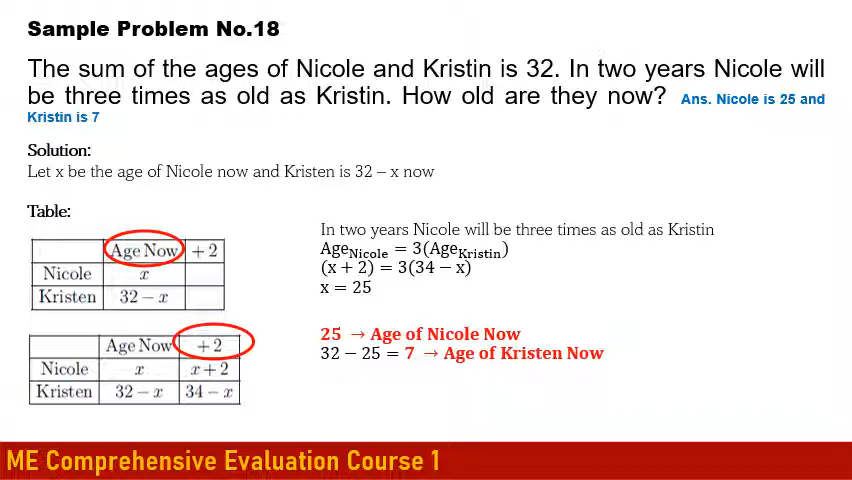 Sample Problem No.18
The sum of the ages of Nicole and Kristin is 32. In two years Nicole will
be three times as old as Kristin. How old are they now? Ans. Nicole is 25 and
Kristin is 7
Solution:
Let x be the age of Nicole now and Kristen is 32 – x now
Table:
Age Now +2
Nicole x
Kristen 32 − x
Age Now +2
Nicole x x + 2
Kristen 32 − x 34 − x
In two years Nicole will be three times as old as Kristin
Age_Nicole = 3(Age_Kristin)
(x + 2) = 3(34 − x)
x = 25
25 → Age of Nicole Now
32 − 25 = 7 → Age of Kristen Now
ME Comprehensive Evaluation Course 1